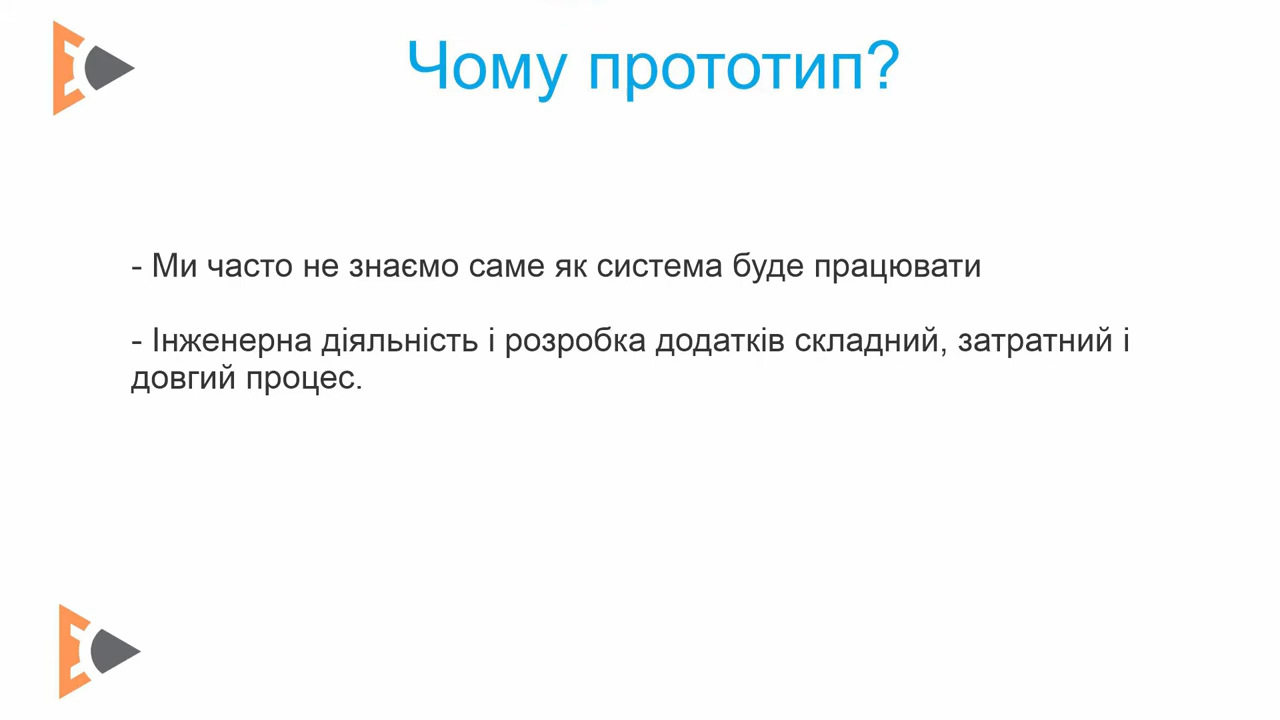 Чому прототип?
- Ми часто не знаємо саме як система буде працювати
- Інженерна діяльність і розробка додатків складний, затратний і
довгий процес.